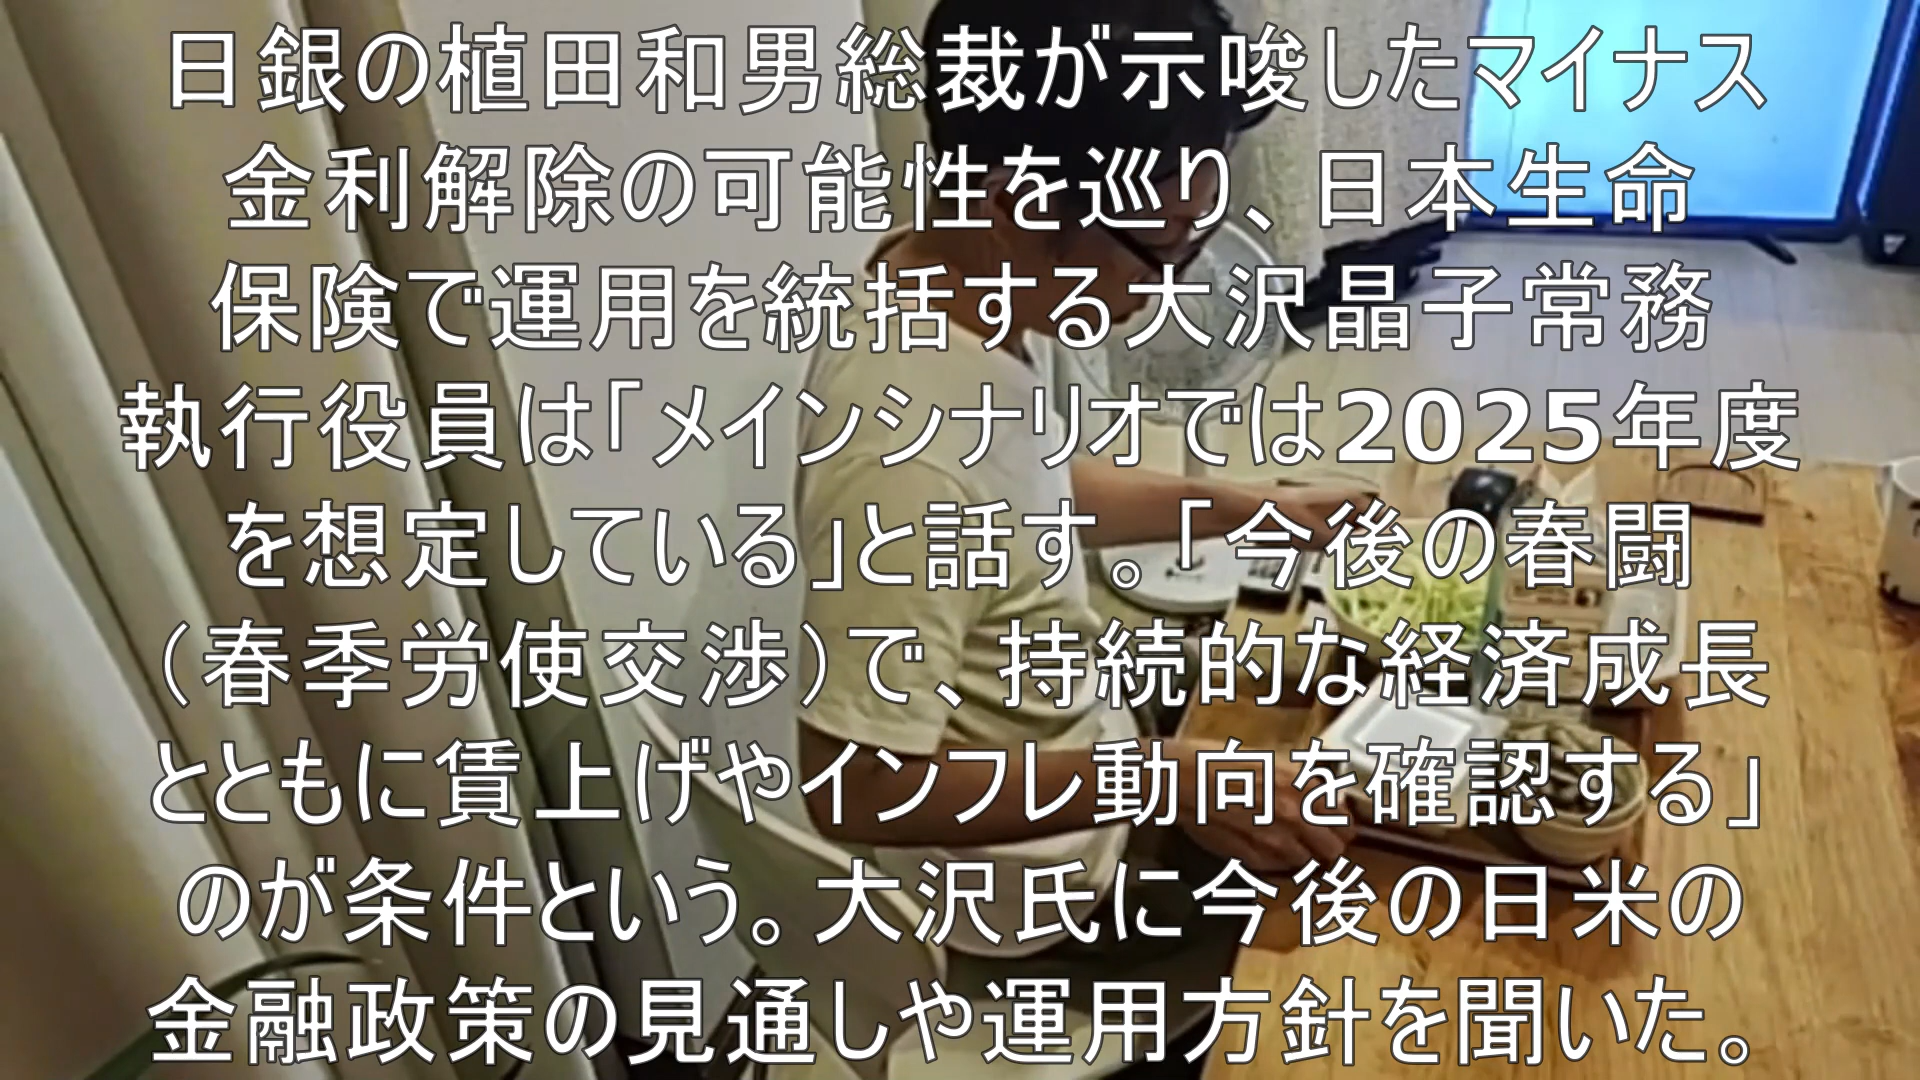 日銀の植田和男総裁が示唆したマイナス
金利解除の可能性を巡り、日本生命
保険で運用を統括する大沢晶子常務
執行役員は「メインシナリオでは2025年度
を想定している」と話す。「今後の春闘
（春季労使交渉）で、持続的な経済成長
とともに賃上げやインフレ動向を確認する」
のが条件という。大沢氏に今後の日米の
金融政策の見通しや運用方針を聞いた。